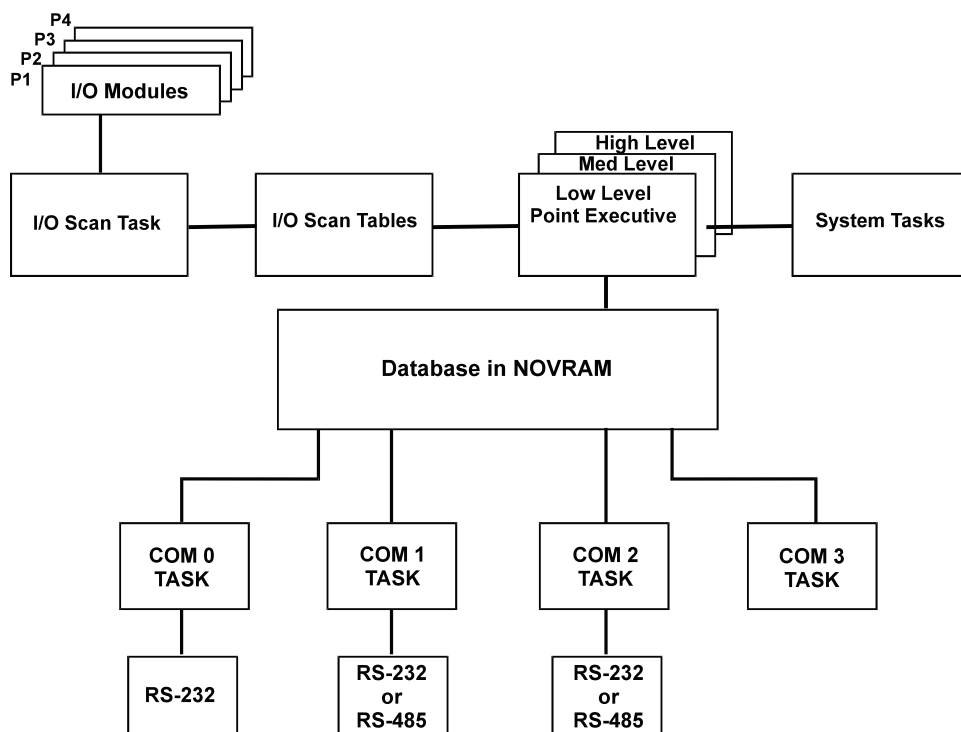 P4
P3
P2
P1
I/O Modules
High Level
Med Level
Low Level
Point Executive
I/O Scan Task
I/O Scan Tables
System Tasks
Database in NOVRAM
COM 0
TASK
COM 1
TASK
COM 2
TASK
COM 3
TASK
RS-232
RS-232
or
RS-485
RS-232
or
RS-485